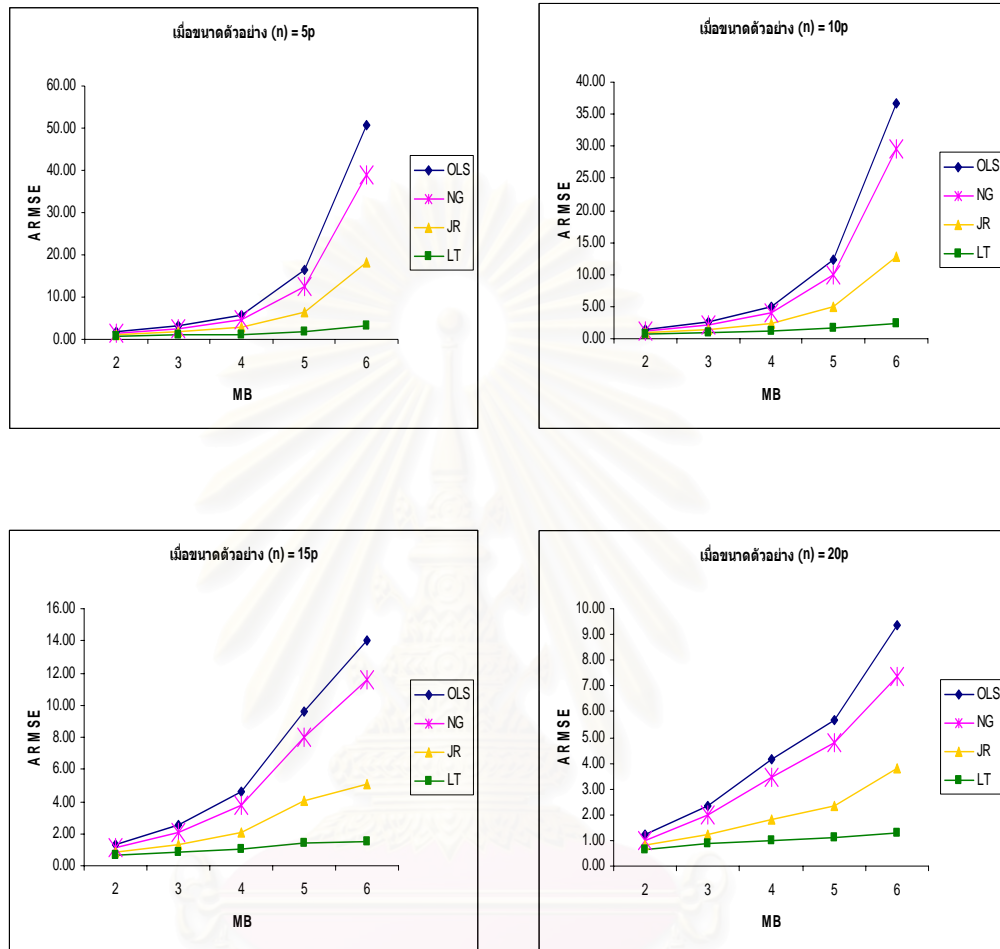 เมื่อขนาดตัวอย่าง (n) = 5p
60.00
50.00
40.00
30.00
20.00
10.00
0.00
ARMSE
2 3 4 5 6
MB
OLS
NG
JR
LT
เมื่อขนาดตัวอย่าง (n) = 10p
40.00
35.00
30.00
25.00
20.00
15.00
10.00
5.00
0.00
ARMSE
2 3 4 5 6
MB
OLS
NG
JR
LT
เมื่อขนาดตัวอย่าง (n) = 15p
16.00
14.00
12.00
10.00
8.00
6.00
4.00
2.00
0.00
ARMSE
2 3 4 5 6
MB
OLS
NG
JR
LT
เมื่อขนาดตัวอย่าง (n) = 20p
10.00
9.00
8.00
7.00
6.00
5.00
4.00
3.00
2.00
1.00
0.00
ARMSE
2 3 4 5 6
MB
OLS
NG
JR
LT